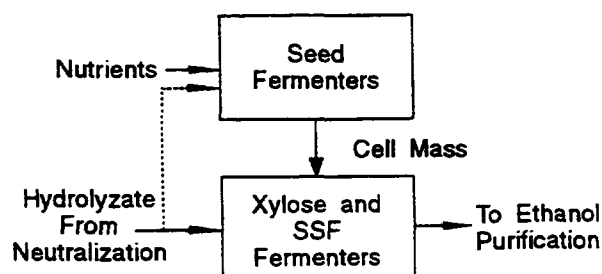 Seed
Fermenters
Nutrients
Cell Mass
Hydrolyzate
From
Neutralization
Xylose and
SSF
Fermenters
To Ethanol
Purification